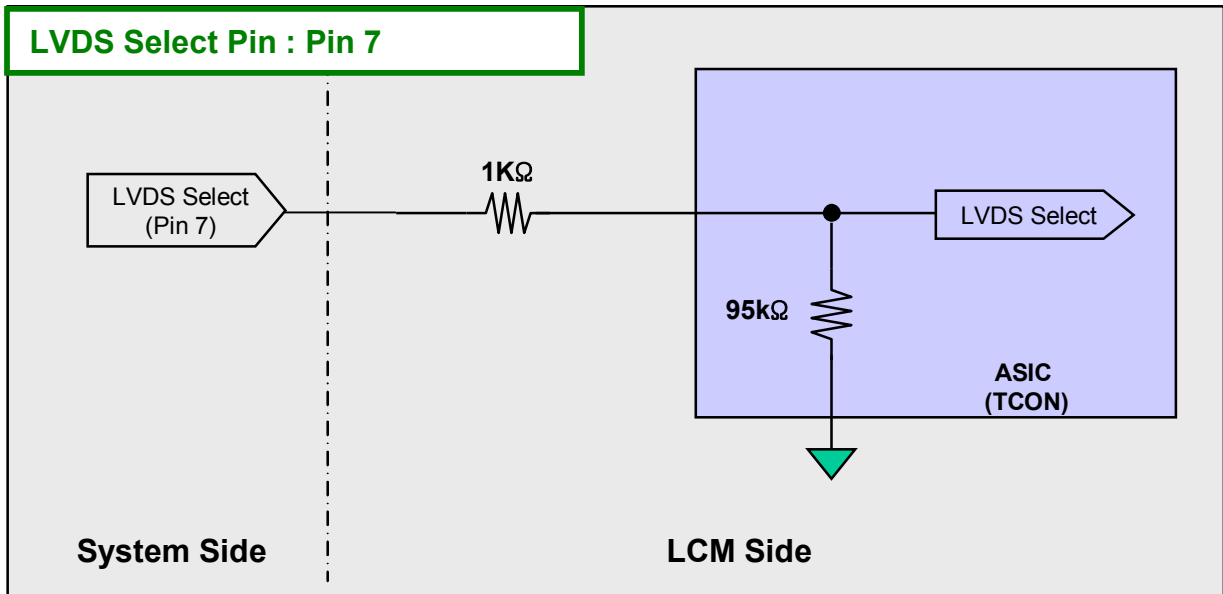 LVDS Select Pin : Pin 7
LVDS Select
(Pin 7)
1KΩ
LVDS Select
95kΩ
ASIC
(TCON)
System Side
LCM Side